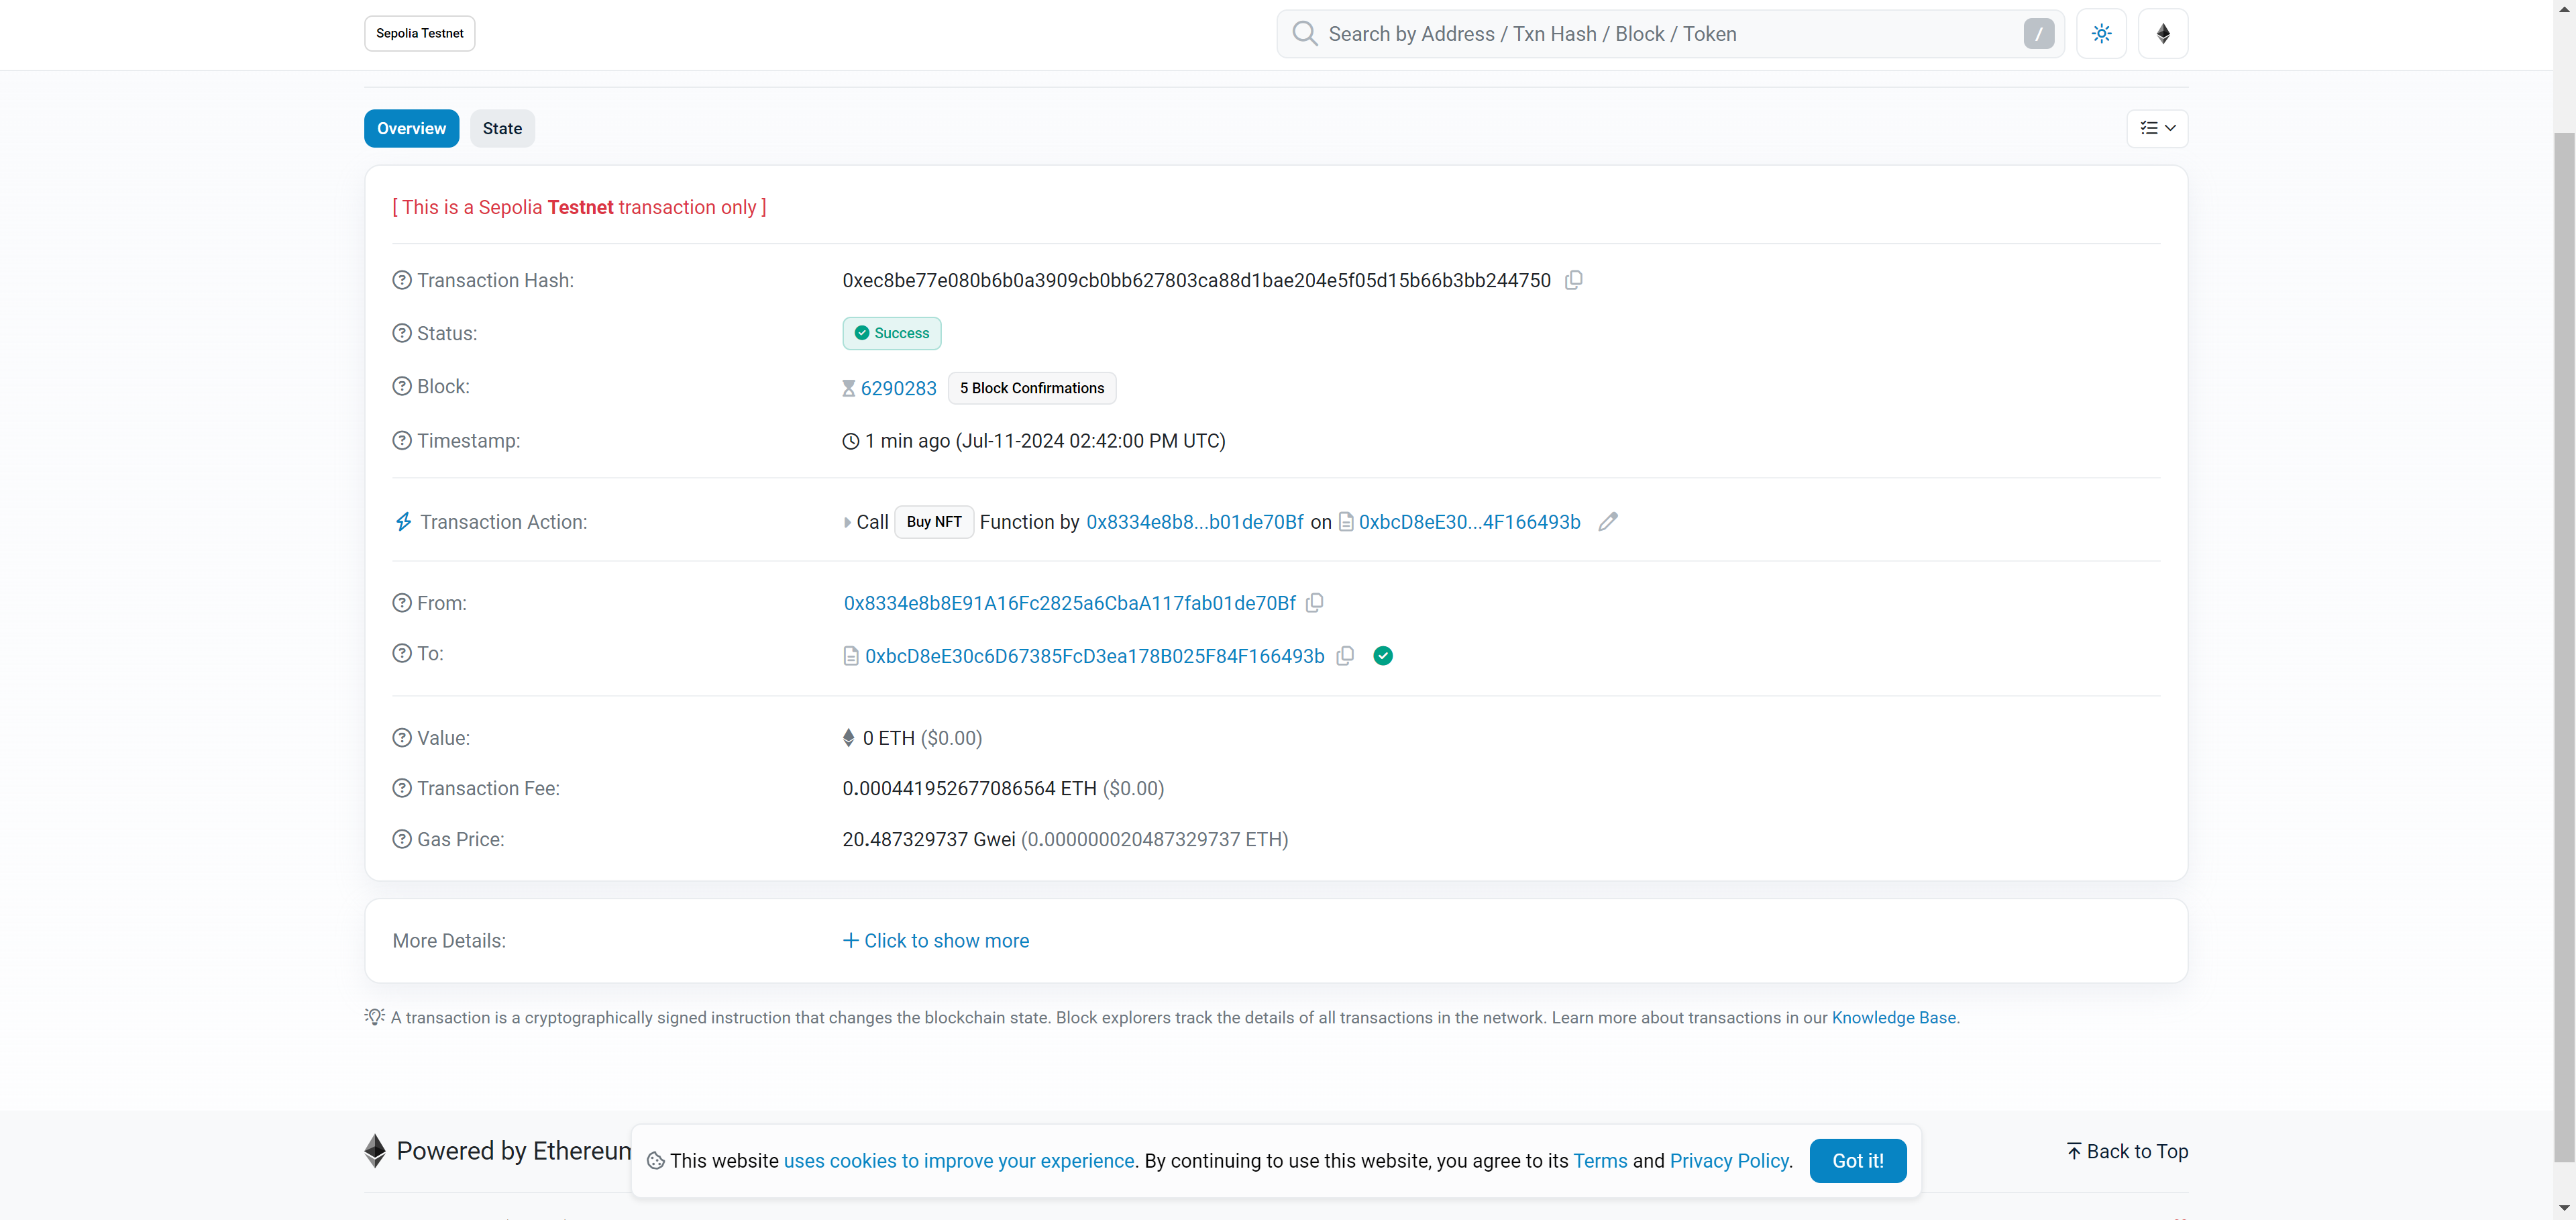 Sepolia Testnet
Search by Address / Txn Hash / Block / Token /
Overview State
[ This is a Sepolia Testnet transaction only ]
Transaction Hash: 0xec8be77e080b6b0a3909cb0bb627803ca88d1bae204e5f05d15b66b3bb244750
Status: Success
Block: 6290283 5 Block Confirmations
Timestamp: 1 min ago (Jul-11-2024 02:42:00 PM UTC)
Transaction Action: Call Buy NFT Function by 0x8334e8b8...b01de70Bf on 0xbcD8eE30...4F166493b
From: 0x8334e8b8E91A16Fc2825a6CbaA117fab01de70Bf
To: 0xbcD8eE30c6D67385FcD3ea178B025F84F166493b
Value: 0 ETH ($0.00)
Transaction Fee: 0.000441952677086564 ETH ($0.00)
Gas Price: 20.487329737 Gwei (0.000000020487329737 ETH)
More Details: + Click to show more
A transaction is a cryptographically signed instruction that changes the blockchain state. Block explorers track the details of all transactions in the network. Learn more about transactions in our Knowledge Base.
Powered by Ethereum
This website uses cookies to improve your experience. By continuing to use this website, you agree to its Terms and Privacy Policy. Got it!
Back to Top